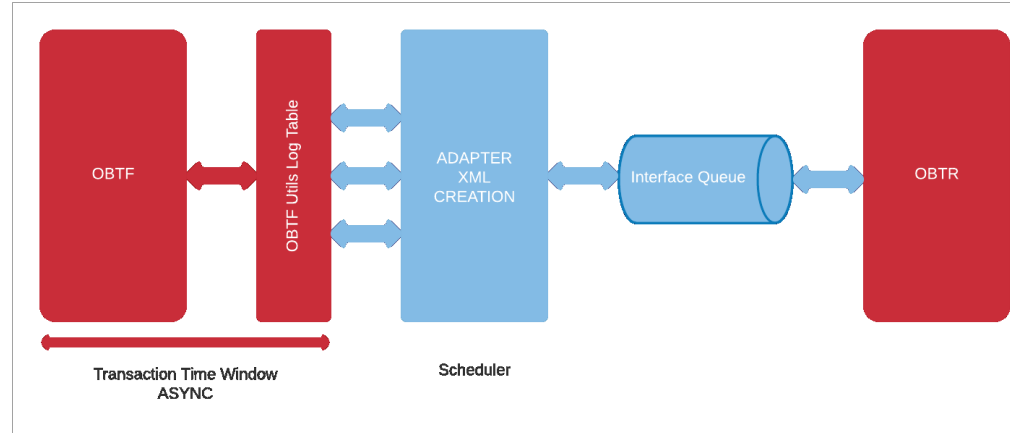 OBTF
OBTF Utils Log Table
ADAPTER
XML
CREATION
Interface Queue
OBTR
Transaction Time Window
ASYNC
Scheduler